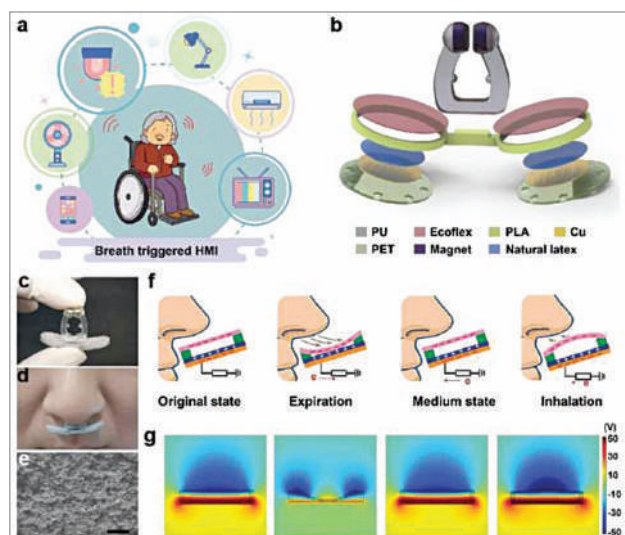 a
Breath triggered HMI
b
PU Ecoflex PLA Cu
PET Magnet Natural latex
c
d
e
f
Original state Expiration Medium state Inhalation
g
(V)
50
30
10
-10
-30
-50